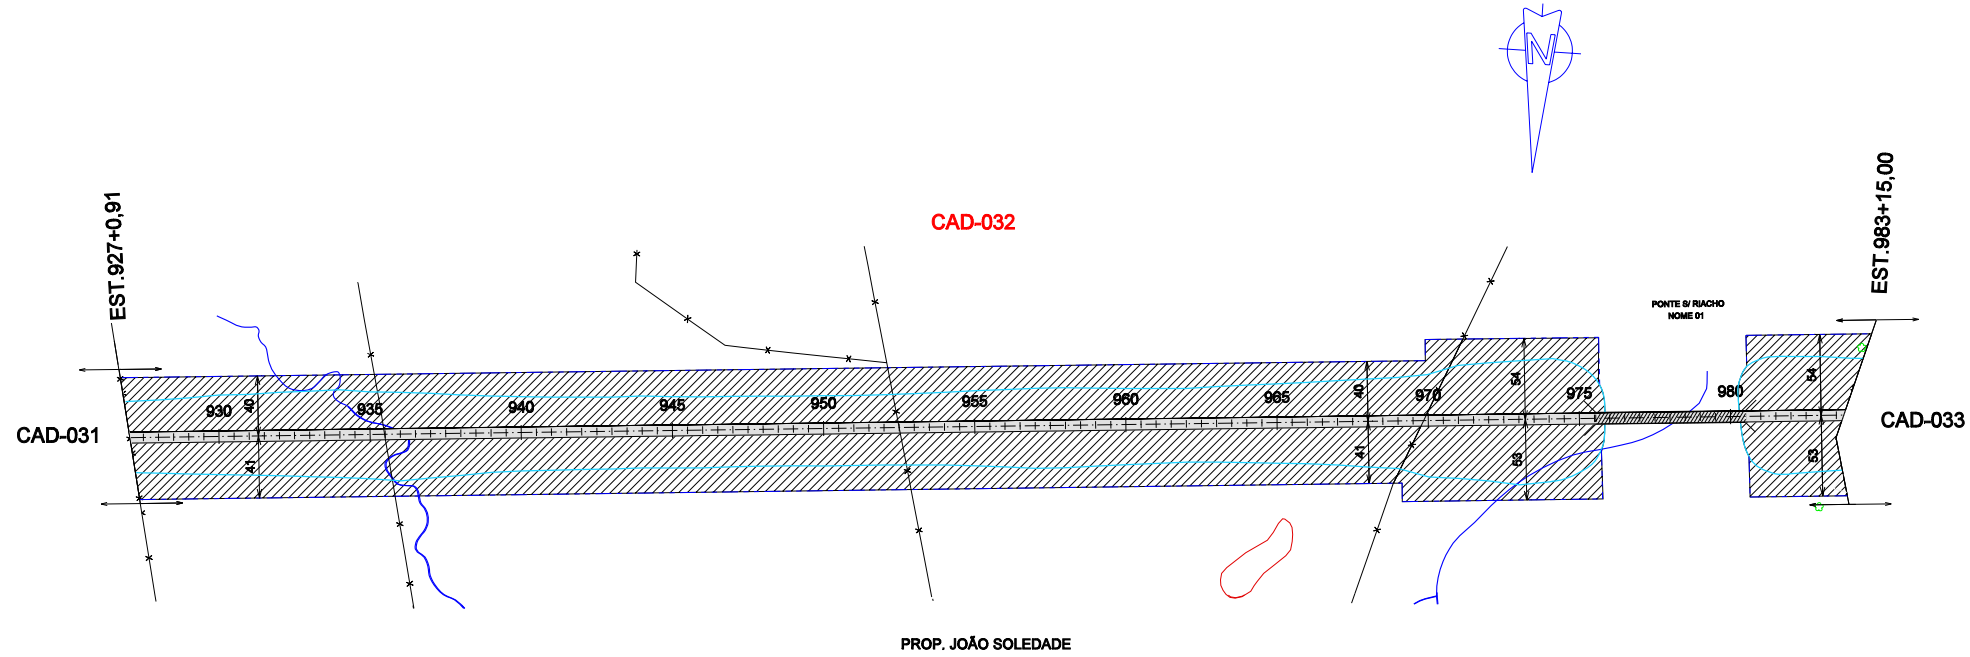 N
CAD-032
EST.927+0,91
EST.983+15,00
PONTE S/ RIACHO
NOME 01
CAD-031
930
40
935
940
945
950
955
960
965
40
970
54
975
980
54
CAD-033
41
41
53
53
PROP. JOÃO SOLEDADE